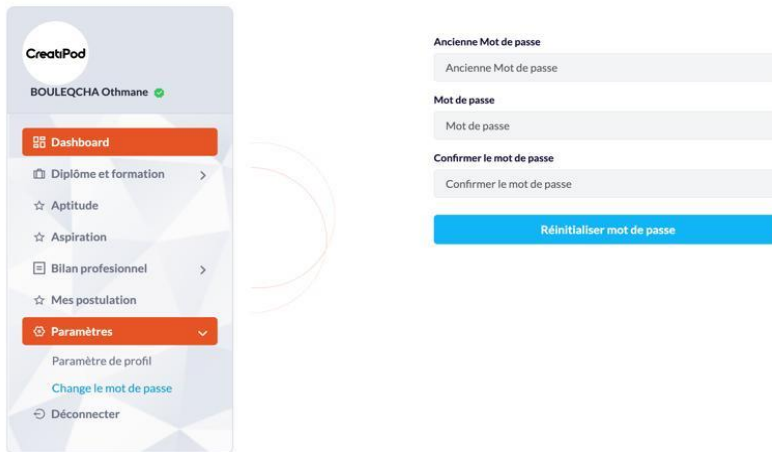 CreatiPod
BOULEQCHA Othmane
Dashboard
Diplôme et formation
Aptitude
Aspiration
Bilan profesionnel
Mes postulation
Paramètres
Paramètre de profil
Change le mot de passe
Déconnecter
Ancienne Mot de passe
Ancienne Mot de passe
Mot de passe
Mot de passe
Confirmer le mot de passe
Confirmer le mot de passe
Réinitialiser mot de passe